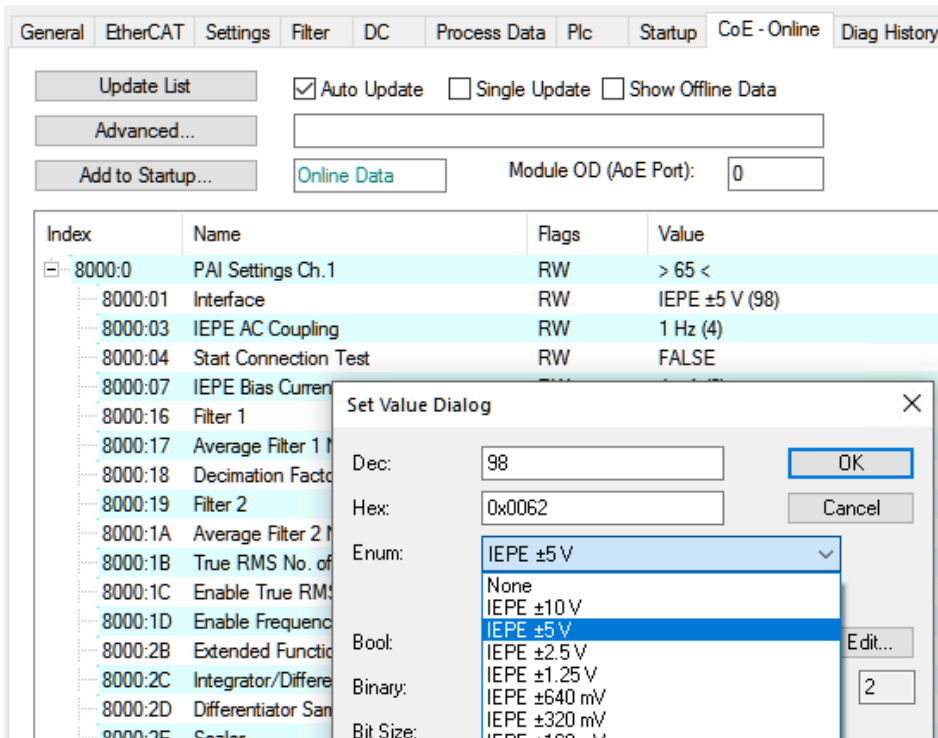 General EtherCAT Settings Filter DC Process Data Plc Startup CoE - Online Diag History
Update List Auto Update Single Update Show Offline Data
Advanced...
Add to Startup... Online Data Module OD (AoE Port): 0
Index Name Flags Value
8000:0 PAI Settings Ch.1 RW > 65 <
8000:01 Interface RW IEPE ±5 V (98)
8000:03 IEPE AC Coupling RW 1 Hz (4)
8000:04 Start Connection Test RW FALSE
8000:07 IEPE Bias Curren
8000:16 Filter 1
8000:17 Average Filter 1
8000:18 Decimation Facto
8000:19 Filter 2
8000:1A Average Filter 2
8000:1B True RMS No. of
8000:1C Enable True RM
8000:1D Enable Frequenc
8000:2B Extended Functio
8000:2C Integrator/Differe
8000:2D Differentiator Sam
Set Value Dialog
Dec: 98 OK
Hex: 0x0062 Cancel
Enum: IEPE ±5 V
None
IEPE ±10 V
IEPE ±5 V
IEPE ±2.5 V
IEPE ±1.25 V
IEPE ±640 mV
IEPE ±320 mV
Bool: Edit...
Binary: 2
Bit Size: